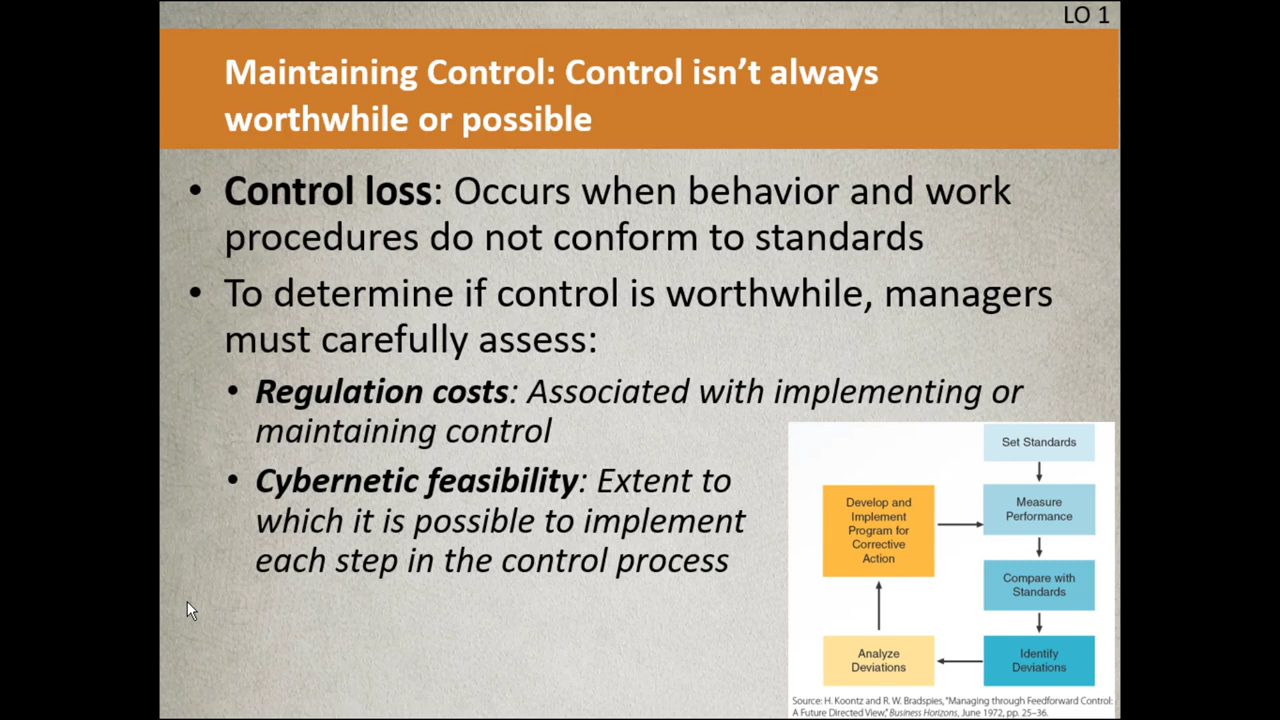 LO 1
Maintaining Control: Control isn’t always
worthwhile or possible
• Control loss: Occurs when behavior and work
procedures do not conform to standards
• To determine if control is worthwhile, managers
must carefully assess:
• Regulation costs: Associated with implementing or
maintaining control
• Cybernetic feasibility: Extent to
which it is possible to implement
each step in the control process
Set Standards
Measure
Performance
Compare with
Standards
Identify
Deviations
Analyze
Deviations
Develop and
Implement
Program for
Corrective
Action
Source: H. Koontz and R. W. Bradspies, “Managing through Feedforward Control:
A Future Directed View,” Business Horizons, June 1972, pp. 25–36.